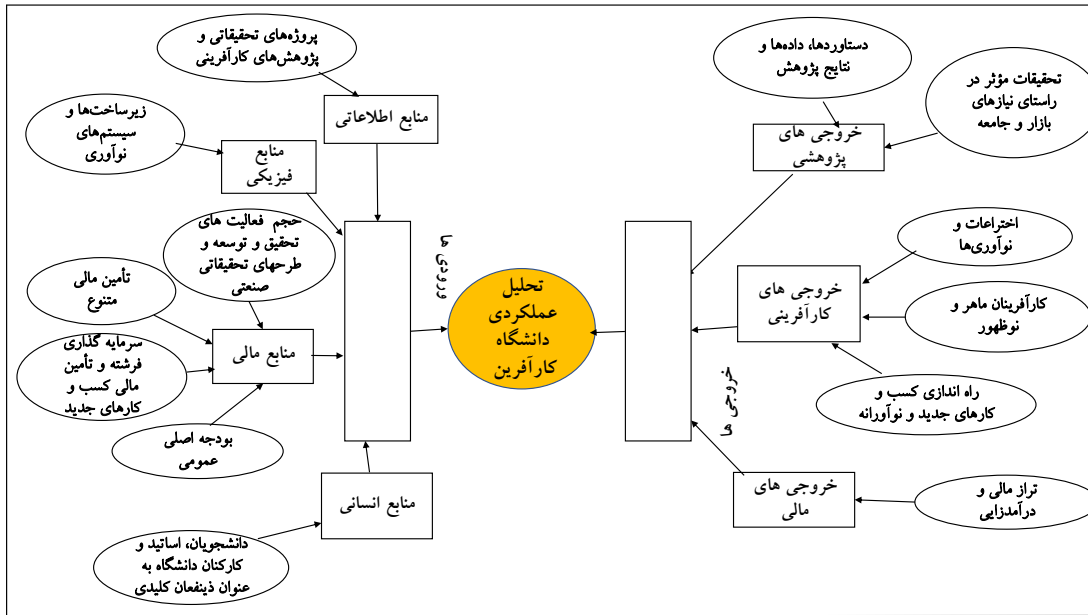 پروژه‌های تحقیقاتی و
پژوهش‌های کارآفرینی
منابع اطلاعاتی
زیرساخت‌ها و
سیستم‌های
نوآوری
منابع
فیزیکی
حجم فعالیت های
تحقیق و توسعه و
طرحهای تحقیقاتی
صنعتی
تأمین مالی
متنوع
سرمایه گذاری
فرشته و تأمین
مالی کسب و
کارهای جدید
منابع مالی
بودجه اصلی
عمومی
منابع انسانی
دانشجویان، اساتید و
کارکنان دانشگاه به
عنوان ذینفعان کلیدی
ورودی ها
تحلیل
عملکردی
دانشگاه
کارآفرین
خروجی ها
دستاوردها، داده‌ها و
نتایج پژوهش
تحقیقات مؤثر در
راستای نیازهای
بازار و جامعه
خروجی های
پژوهشی
اختراعات و
نوآوری‌ها
خروجی های
کارآفرینی
کارآفرینان ماهر و
نوظهور
راه اندازی کسب و
کارهای جدید و نوآورانه
خروجی های
مالی
تراز مالی و
درآمدزایی